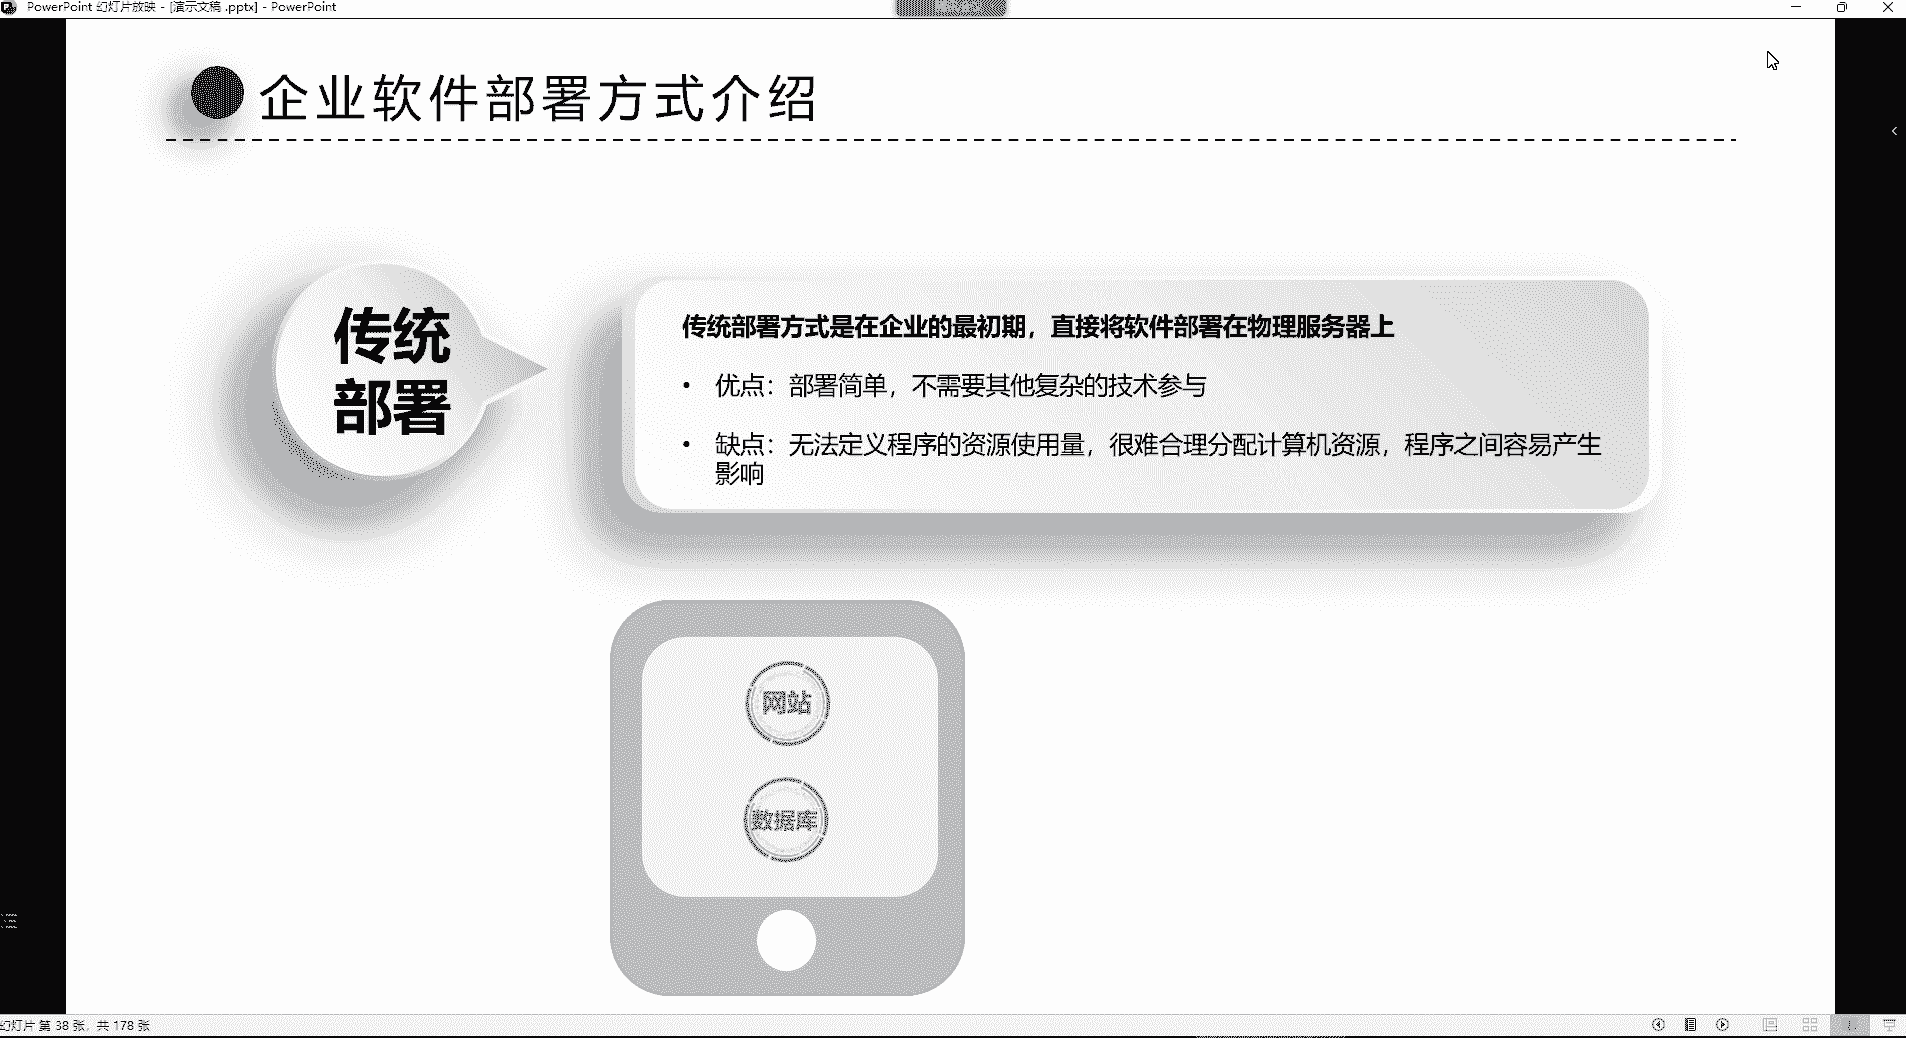 PowerPoint 幻灯片放映 - [演示文稿 .pptx] - PowerPoint
企业软件部署方式介绍
传统
部署
传统部署方式是在企业的最初期，直接将软件部署在物理服务器上
• 优点：部署简单，不需要其他复杂的技术参与
• 缺点：无法定义程序的资源使用量，很难合理分配计算机资源，程序之间容易产生
影响
网站
数据库
幻灯片 第 38 张，共 178 张